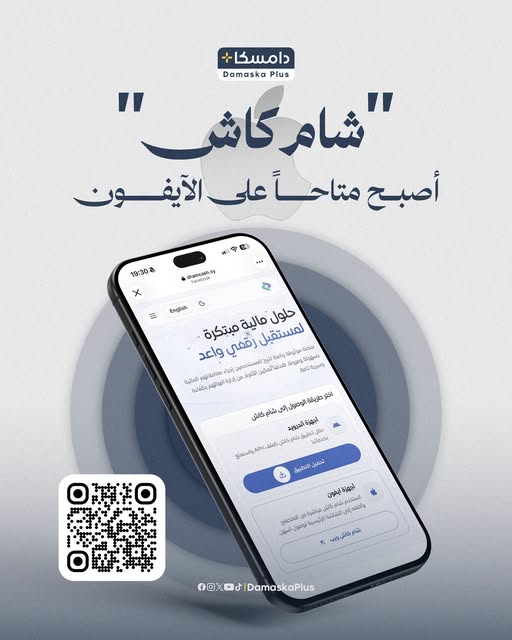 دامسكا+
Damaska Plus
"شام كاش"
أصبح متاحاً على الآيفون
19:30
shamcash.sy
Facebook
English
حلول مالية مبتكرة
لمستقبل رقمي واعد
اختر طريقة الوصول إلى شام كاش
أجهزة أندرويد
تحميل التطبيق
أجهزة آيفون
شام كاش ويب
DamaskaPlus